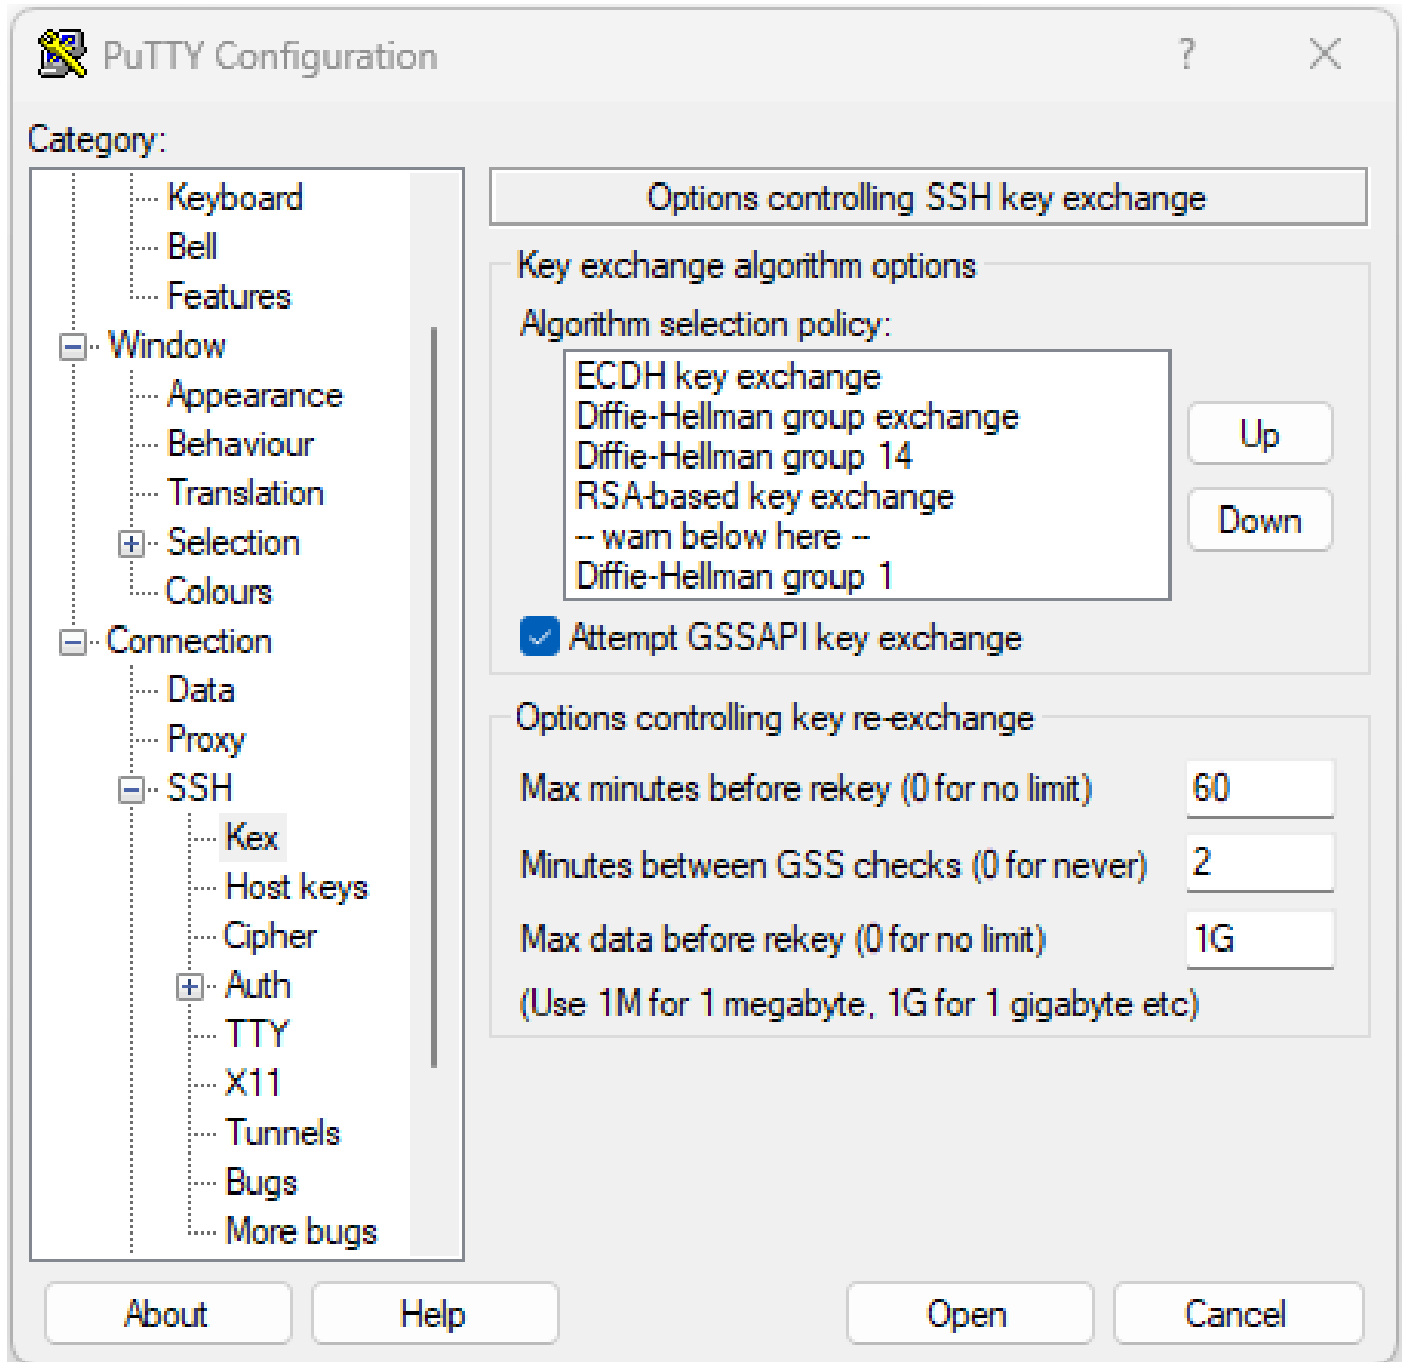 PuTTY Configuration
?
Category:
Keyboard
Bell
Features
Window
Appearance
Behaviour
Translation
Selection
Colours
Connection
Data
Proxy
SSH
Kex
Host keys
Cipher
Auth
TTY
X11
Tunnels
Bugs
More bugs
Options controlling SSH key exchange
Key exchange algorithm options
Algorithm selection policy:
ECDH key exchange
Diffie-Hellman group exchange
Diffie-Hellman group 14
RSA-based key exchange
-- warn below here --
Diffie-Hellman group 1
Up
Down
Attempt GSSAPI key exchange
Options controlling key re-exchange
Max minutes before rekey (0 for no limit) 60
Minutes between GSS checks (0 for never) 2
Max data before rekey (0 for no limit) 1G
(Use 1M for 1 megabyte, 1G for 1 gigabyte etc)
About Help Open Cancel